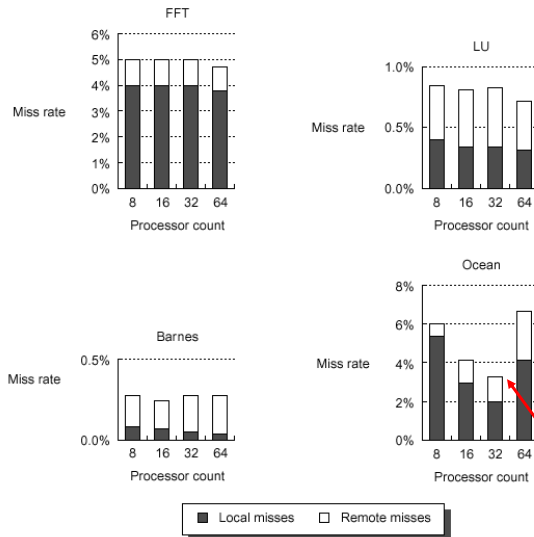 FFT
6%
5%
4%
3%
2%
1%
0%
Miss rate
8 16 32 64
Processor count
LU
1.0%
0.5%
0.0%
Miss rate
8 16 32 64
Processor count
Barnes
0.5%
0.0%
Miss rate
8 16 32 64
Processor count
Ocean
8%
6%
4%
2%
0%
Miss rate
8 16 32 64
Processor count
Local misses Remote misses